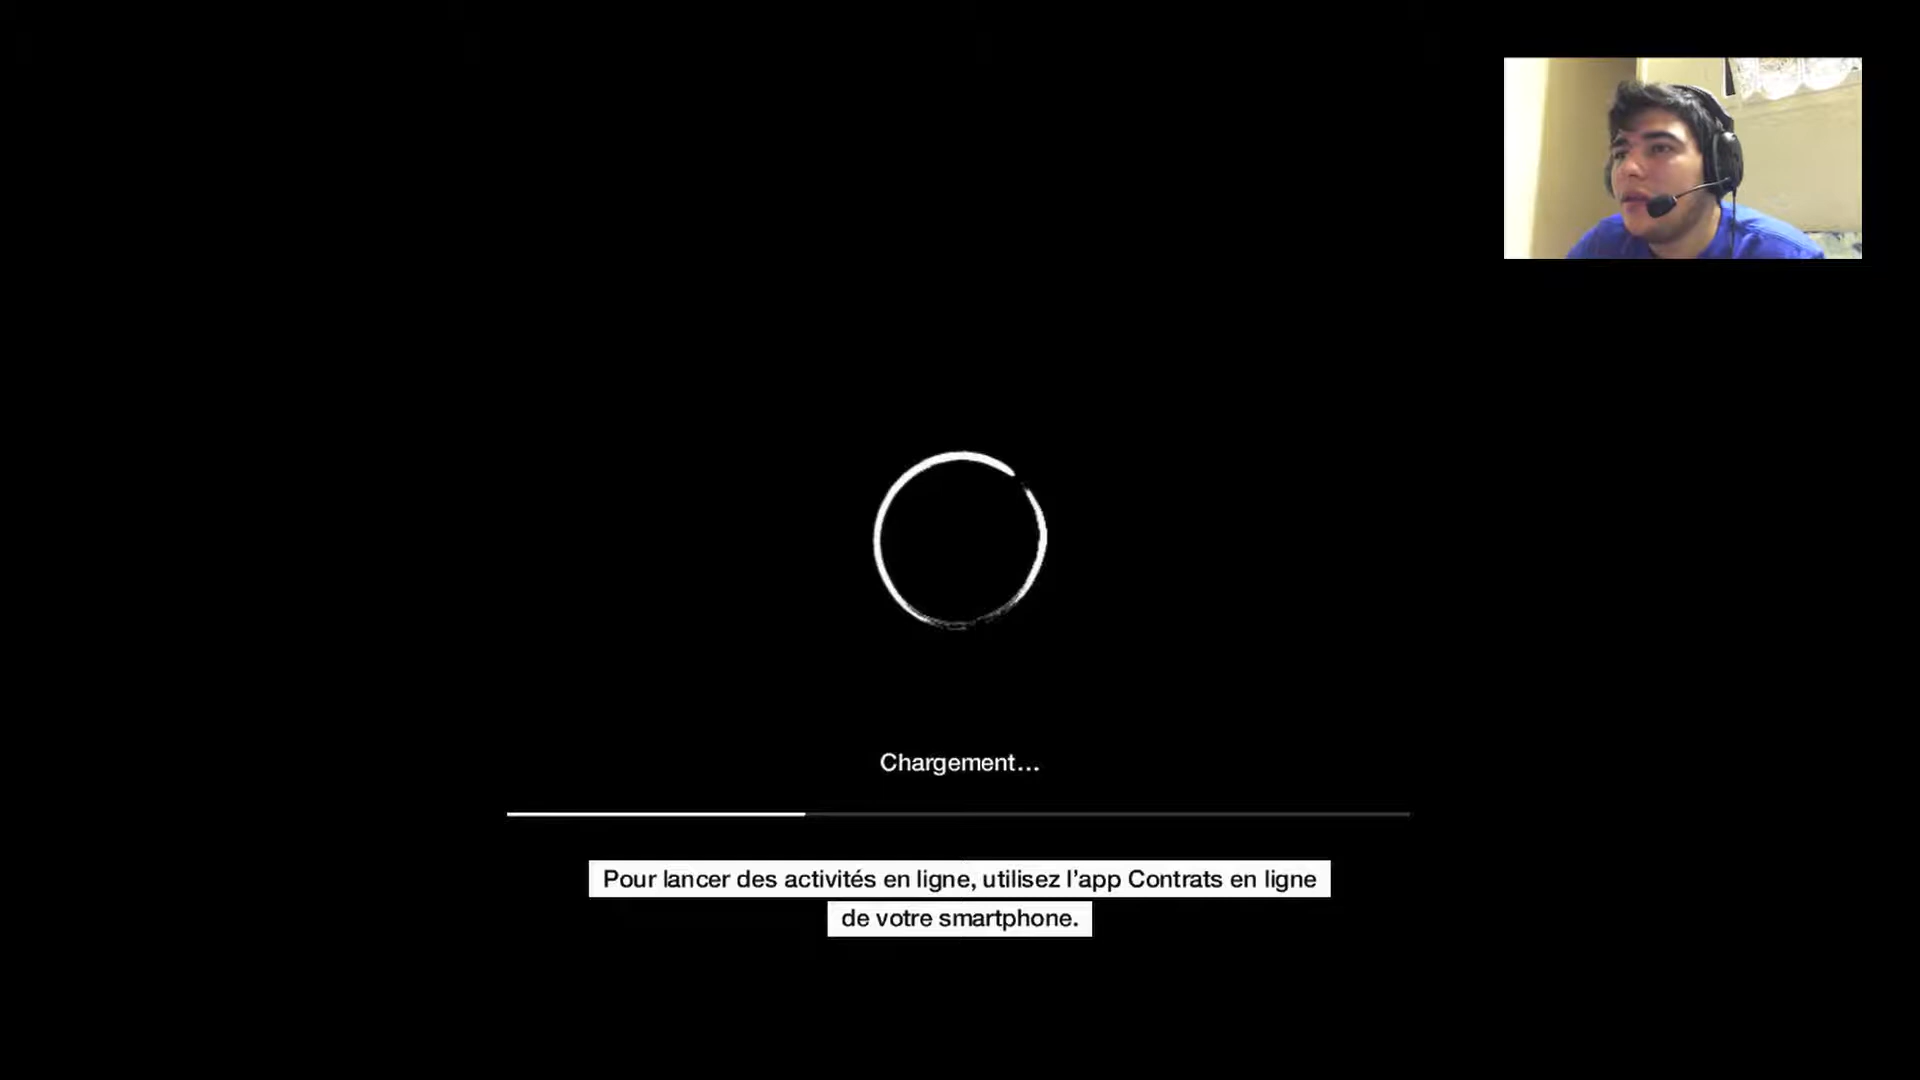 Chargement...
Pour lancer des activités en ligne, utilisez l'app Contrats en ligne
de votre smartphone.